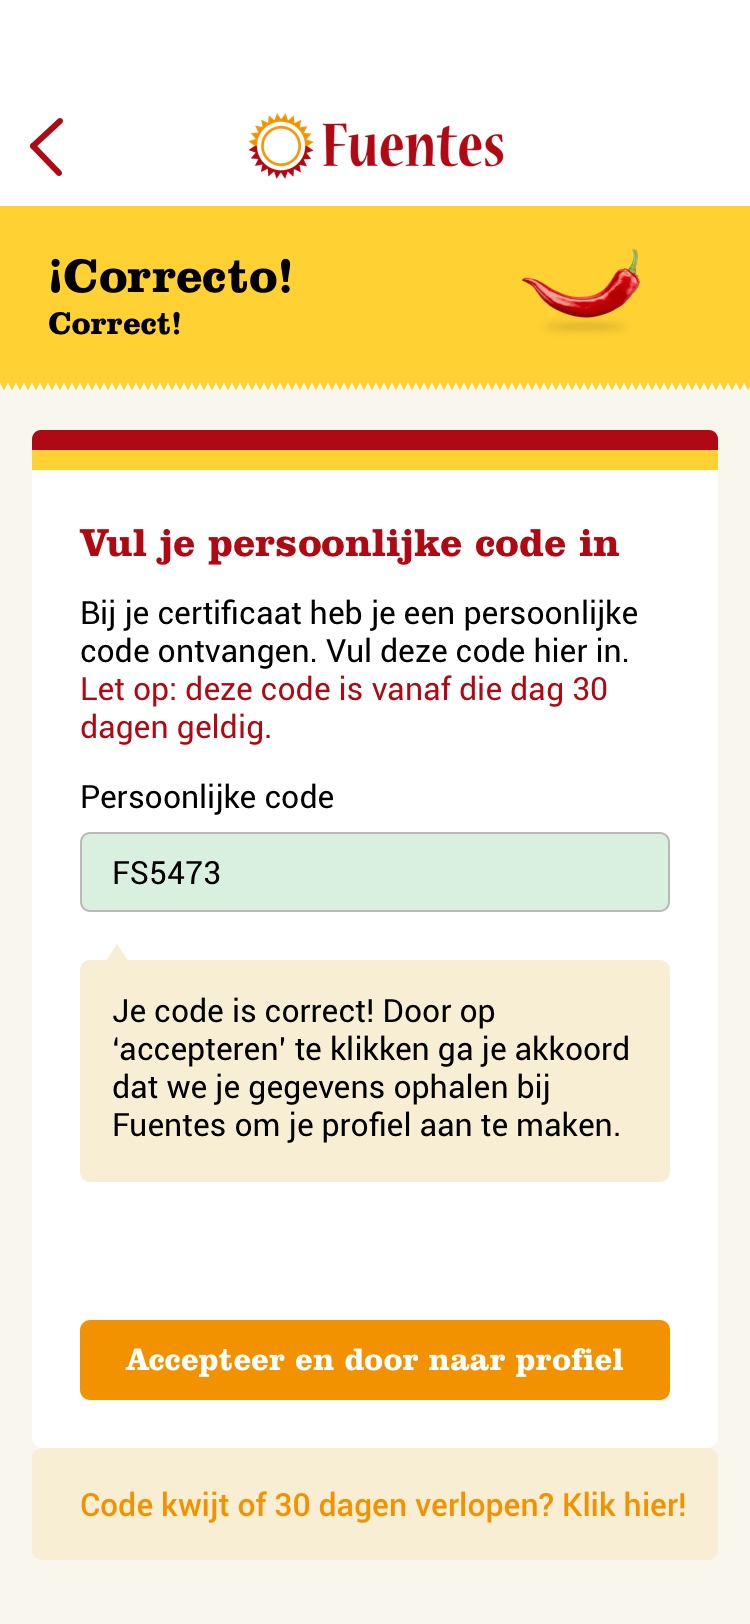 Fuentes
¡Correcto!
Correct!
Vul je persoonlijke code in
Bij je certificaat heb je een persoonlijke
code ontvangen. Vul deze code hier in.
Let op: deze code is vanaf die dag 30
dagen geldig.
Persoonlijke code
FS5473
Je code is correct! Door op
‘accepteren’ te klikken ga je akkoord
dat we je gegevens ophalen bij
Fuentes om je profiel aan te maken.
Accepteer en door naar profiel
Code kwijt of 30 dagen verlopen? Klik hier!